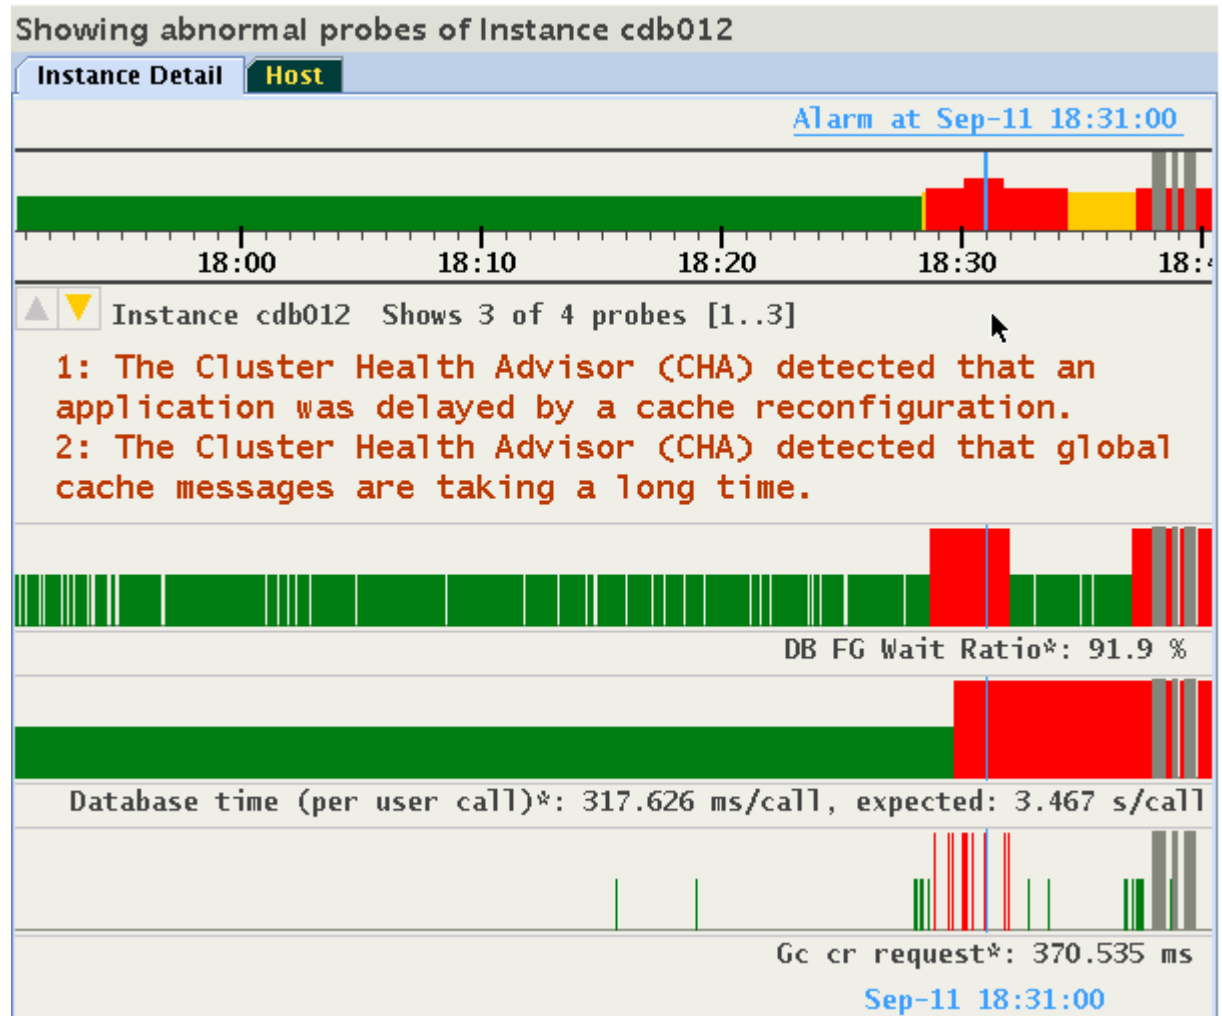 Showing abnormal probes of Instance cdb012
Instance Detail Host
Alarm at Sep-11 18:31:00
18:00 18:10 18:20 18:30 18:4
Instance cdb012 Shows 3 of 4 probes [1..3]
1: The Cluster Health Advisor (CHA) detected that an
application was delayed by a cache reconfiguration.
2: The Cluster Health Advisor (CHA) detected that global
cache messages are taking a long time.
DB FG Wait Ratio*: 91.9 %
Database time (per user call)*: 317.626 ms/call, expected: 3.467 s/call
Gc cr request*: 370.535 ms
Sep-11 18:31:00